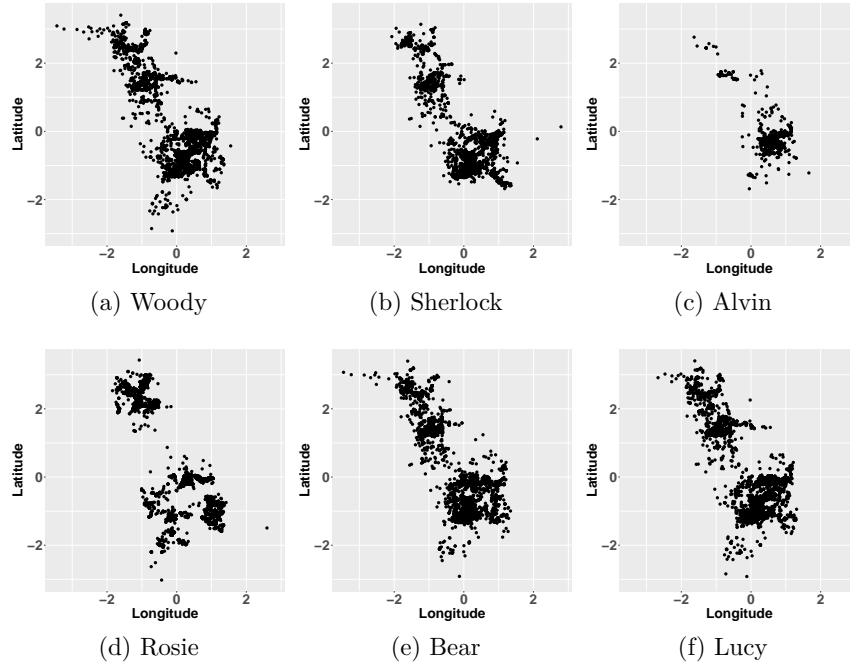 2
0
−2
−2 0 2
Latitude
Longitude
(a) Woody
2
0
−2
−2 0 2
Latitude
Longitude
(b) Sherlock
2
0
−2
−2 0 2
Latitude
Longitude
(c) Alvin
2
0
−2
−2 0 2
Latitude
Longitude
(d) Rosie
2
0
−2
−2 0 2
Latitude
Longitude
(e) Bear
2
0
−2
−2 0 2
Latitude
Longitude
(f) Lucy